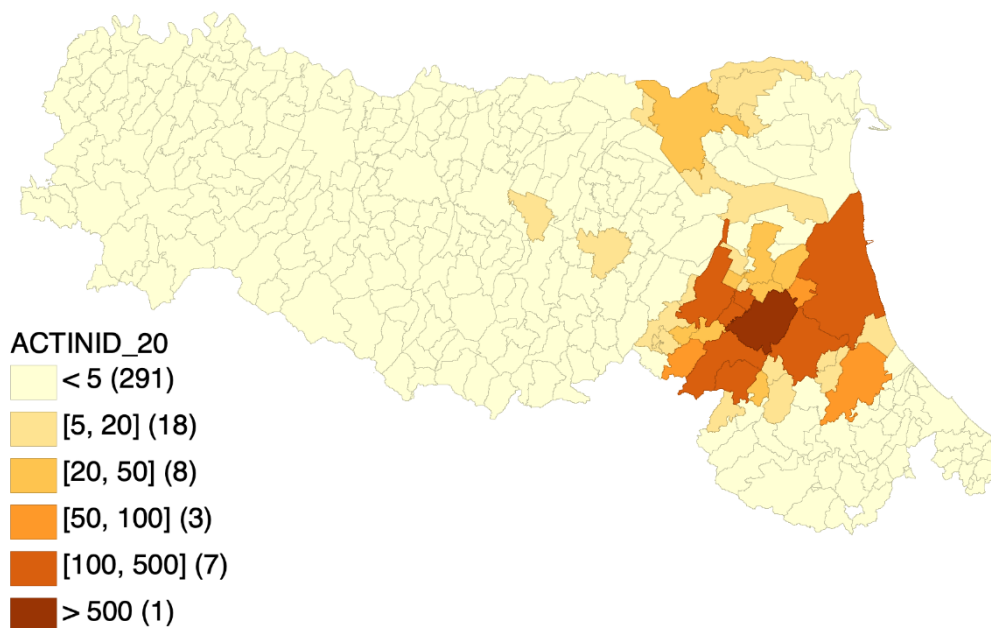 ACTINID_20
< 5 (291)
[5, 20] (18)
[20, 50] (8)
[50, 100] (3)
[100, 500] (7)
> 500 (1)